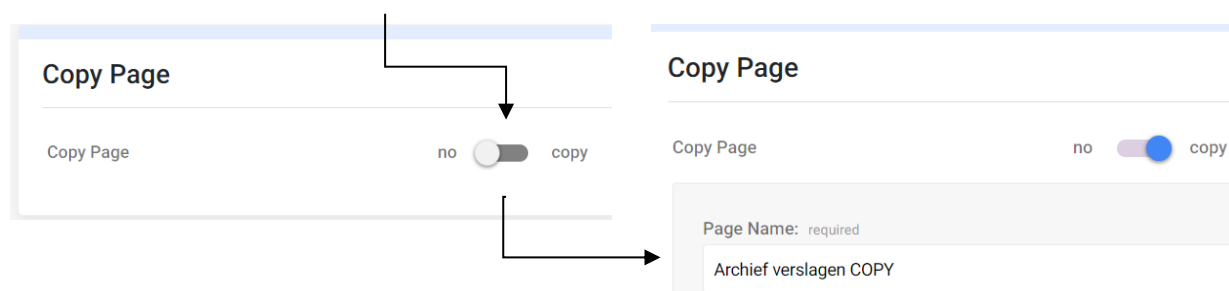 Copy Page
Copy Page no copy
Copy Page
Copy Page no copy
Page Name: required
Archief verslagen COPY